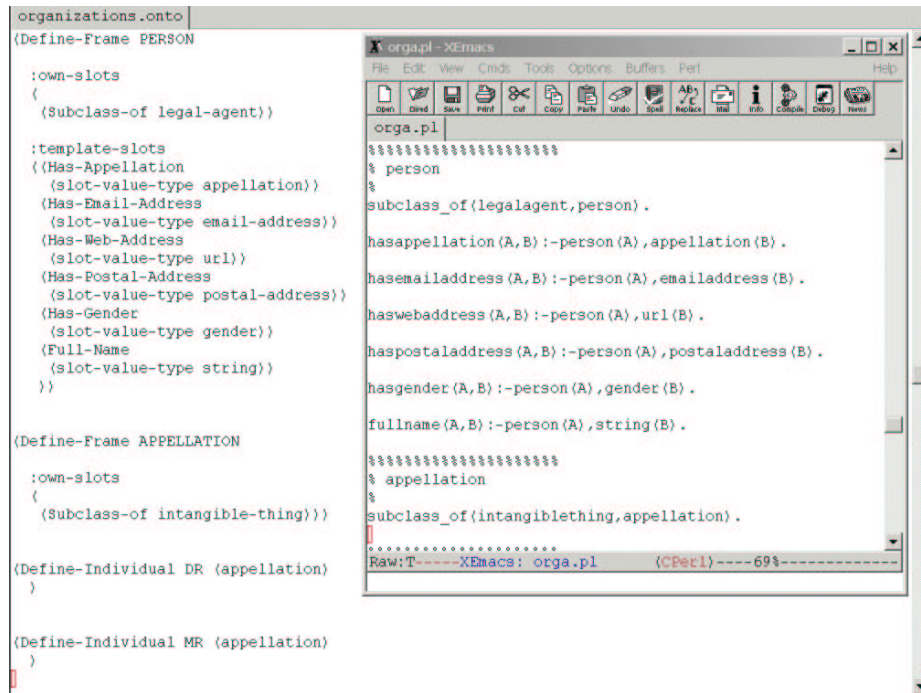 organizations.onto
(Define-Frame PERSON
:own-slots
(
(Subclass-of legal-agent))
:template-slots
((Has-Appellation
(slot-value-type appellation))
(Has-Email-Address
(slot-value-type email-address))
(Has-Web-Address
(slot-value-type url))
(Has-Postal-Address
(slot-value-type postal-address))
(Has-Gender
(slot-value-type gender))
(Full-Name
(slot-value-type string))
))
(Define-Frame APPELLATION
:own-slots
(
(Subclass-of intangible-thing)))
(Define-Individual DR (appellation)
)
(Define-Individual MR (appellation)
)
orga.pl - XEmacs
File Edit View Cmds Tools Options Buffers Perl Help
Open Dired Save Print Cut Copy Paste Undo Spell Replace Mail Info Compile Debug News
orga.pl
%%%%%%%%%%%%%%%%%%%%%
% person
%
subclass_of(legalagent,person).
hasappellation(A,B):-person(A),appellation(B).
hasemailaddress(A,B):-person(A),emailaddress(B).
haswebaddress(A,B):-person(A),url(B).
haspostaladdress(A,B):-person(A),postaladdress(B).
hasgender(A,B):-person(A),gender(B).
fullname(A,B):-person(A),string(B).
%%%%%%%%%%%%%%%%%%%%%
% appellation
%
subclass_of(intangiblething,appellation).
Raw:T-----XEmacs: orga.pl (CPerl)----69%-------------